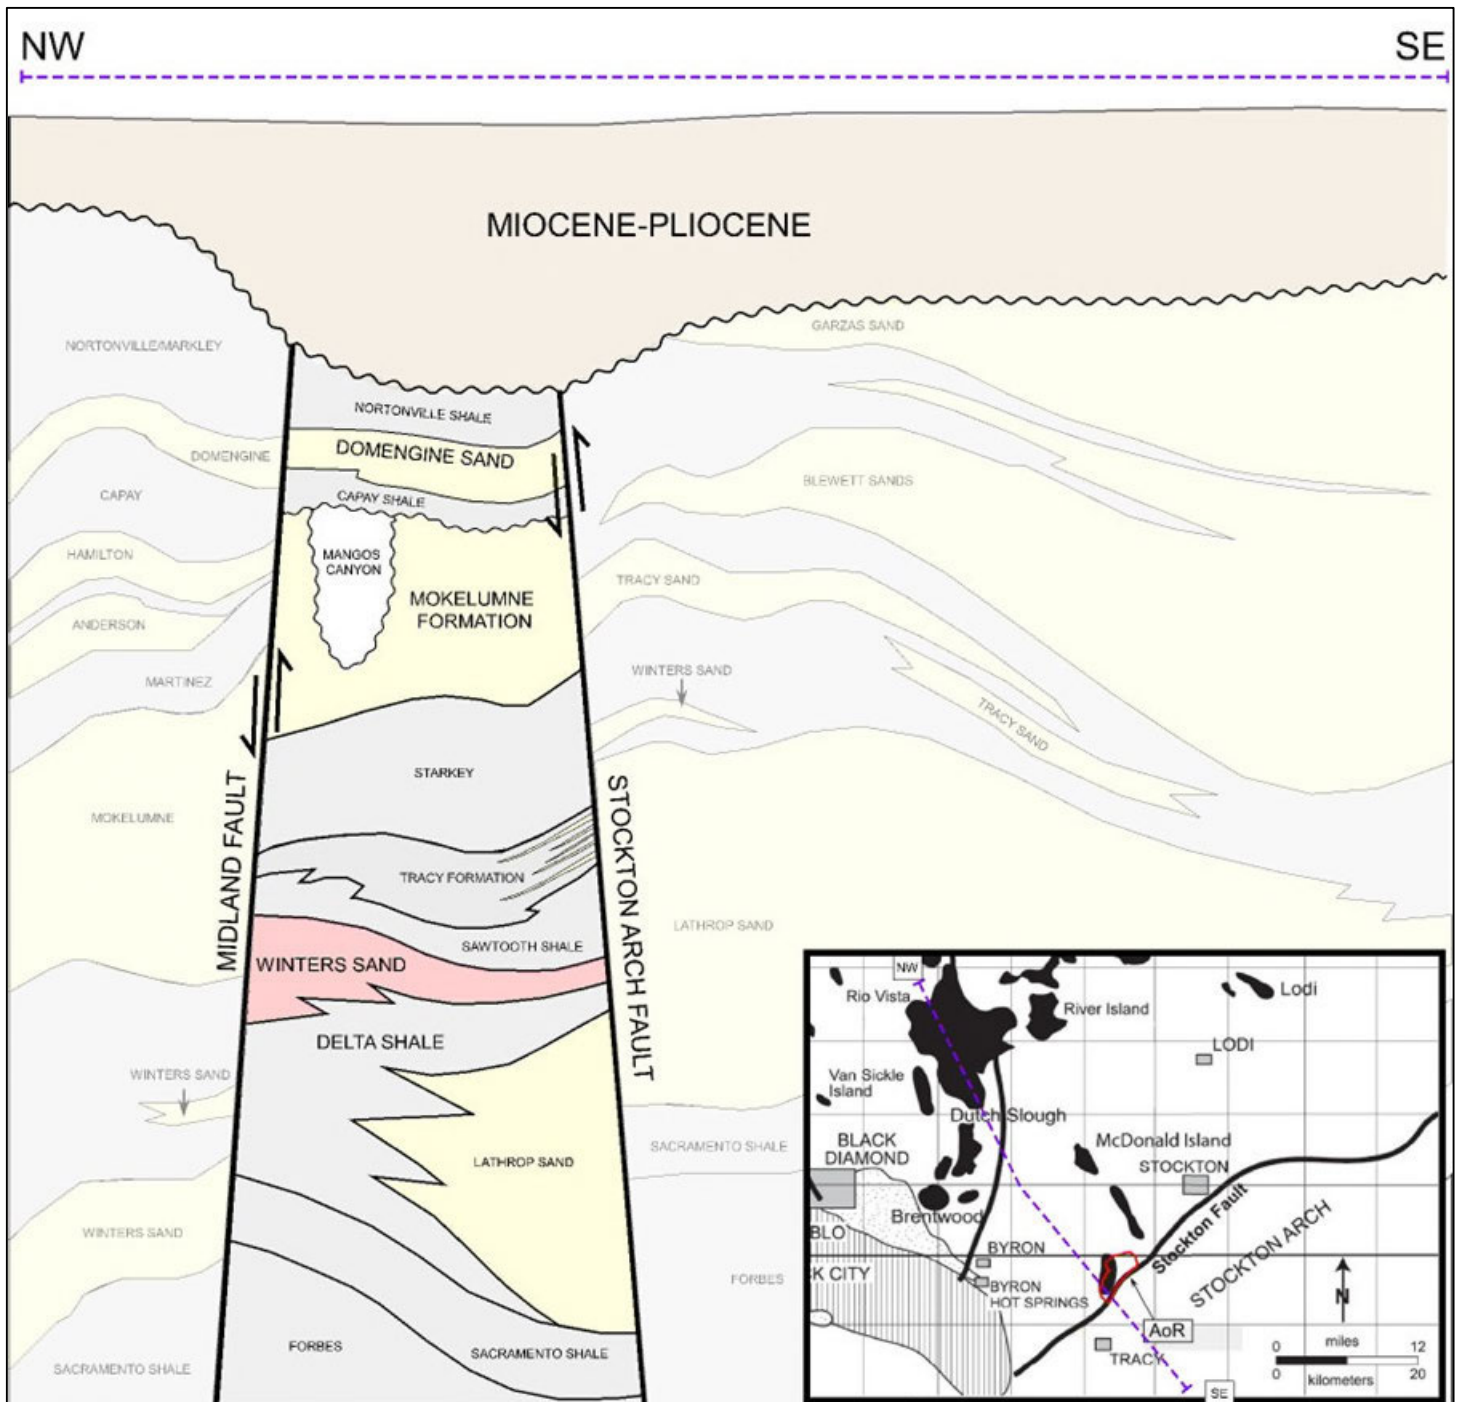 NW
SE
MIOCENE-PLIOCENE
GARZAS SAND
NORTONVILLE/MARKLEY
NORTONVILLE SHALE
DOMENGINE SAND
DOMENGINE
BLEWETT SANDS
CAPAY
CAPAY SHALE
HAMILTON
MANGOS
CANYON
TRACY SAND
MOKELUMNE
FORMATION
ANDERSON
WINTERS SAND
MARTINEZ
TRACY SAND
STARKEY
MOKELUMNE
MIDLAND FAULT
STOCKTON ARCH FAULT
TRACY FORMATION
LATHROP SAND
SAWTOOTH SHALE
WINTERS SAND
DELTA SHALE
WINTERS SAND
SACRAMENTO SHALE
LATHROP SAND
WINTERS SAND
FORBES
FORBES
SACRAMENTO SHALE
SACRAMENTO SHALE
NW
Rio Vista
River Island
Lodi
LODI
Van Sickle
Island
Dutch Slough
BLACK
DIAMOND
McDonald Island
STOCKTON
Brentwood
BLO
BYRON
K CITY
BYRON
HOT SPRINGS
Stockton Fault
STOCKTON ARCH
N
AoR
TRACY
0 miles 12
0 kilometers 20
SE